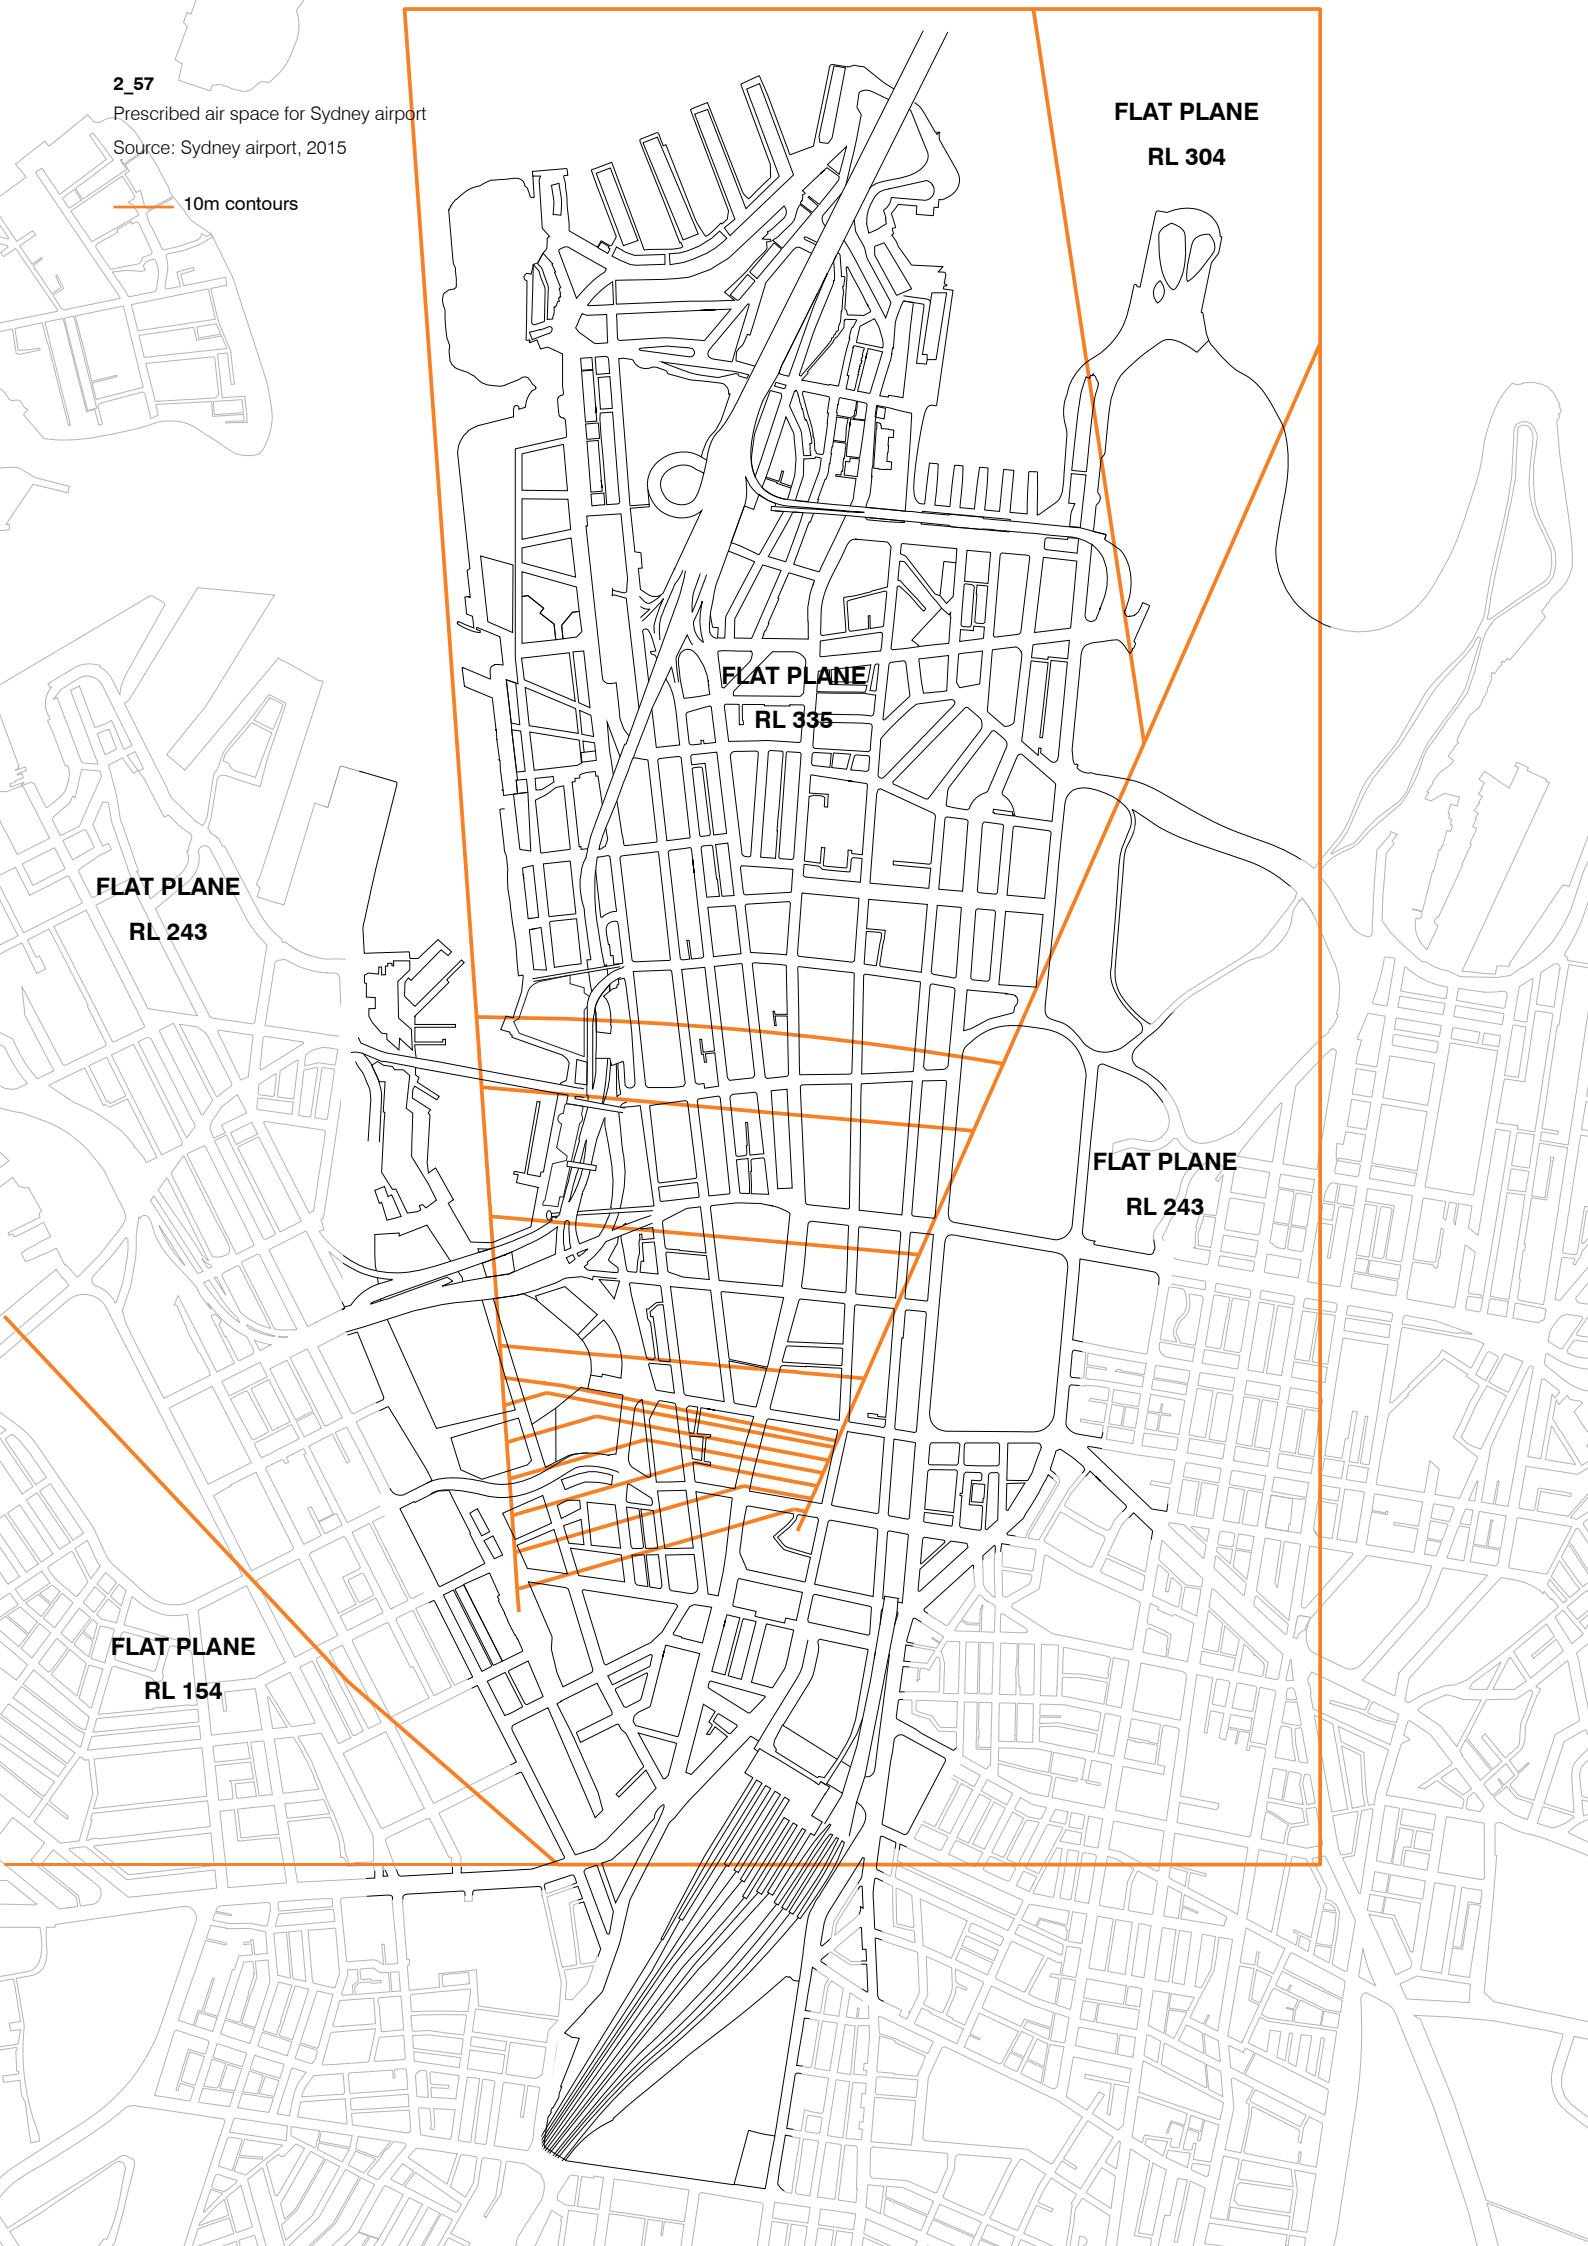 2_57
Prescribed air space for Sydney airport
Source: Sydney airport, 2015
10m contours
FLAT PLANE
RL 304
FLAT PLANE
RL 335
FLAT PLANE
RL 243
FLAT PLANE
RL 243
FLAT PLANE
RL 154